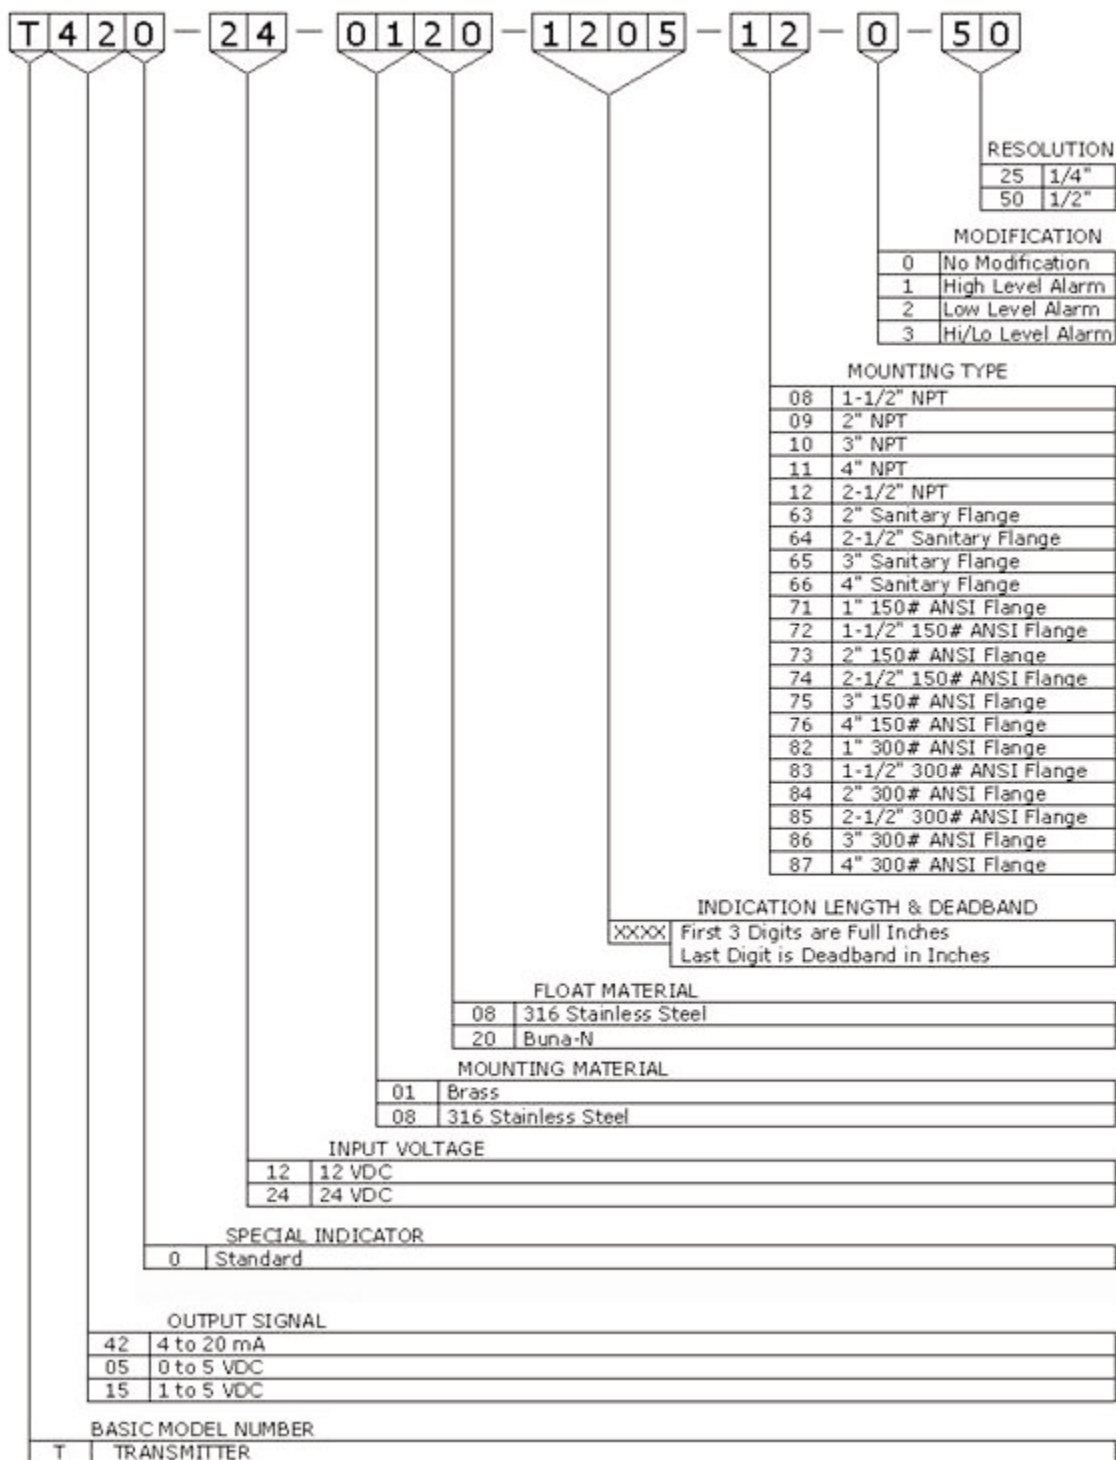 T420-24-0120-1205-12-0-50
RESOLUTION
25 1/4"
50 1/2"
MODIFICATION
0 No Modification
1 High Level Alarm
2 Low Level Alarm
3 Hi/Lo Level Alarm
MOUNTING TYPE
08 1-1/2" NPT
09 2" NPT
10 3" NPT
11 4" NPT
12 2-1/2" NPT
63 2" Sanitary Flange
64 2-1/2" Sanitary Flange
65 3" Sanitary Flange
66 4" Sanitary Flange
71 1" 150# ANSI Flange
72 1-1/2" 150# ANSI Flange
73 2" 150# ANSI Flange
74 2-1/2" 150# ANSI Flange
75 3" 150# ANSI Flange
76 4" 150# ANSI Flange
82 1" 300# ANSI Flange
83 1-1/2" 300# ANSI Flange
84 2" 300# ANSI Flange
85 2-1/2" 300# ANSI Flange
86 3" 300# ANSI Flange
87 4" 300# ANSI Flange
INDICATION LENGTH & DEADBAND
XXXX First 3 Digits are Full Inches
Last Digit is Deadband in Inches
FLOAT MATERIAL
08 316 Stainless Steel
20 Buna-N
MOUNTING MATERIAL
01 Brass
08 316 Stainless Steel
INPUT VOLTAGE
12 12 VDC
24 24 VDC
SPECIAL INDICATOR
0 Standard
OUTPUT SIGNAL
42 4 to 20 mA
05 0 to 5 VDC
15 1 to 5 VDC
BASIC MODEL NUMBER
T TRANSMITTER